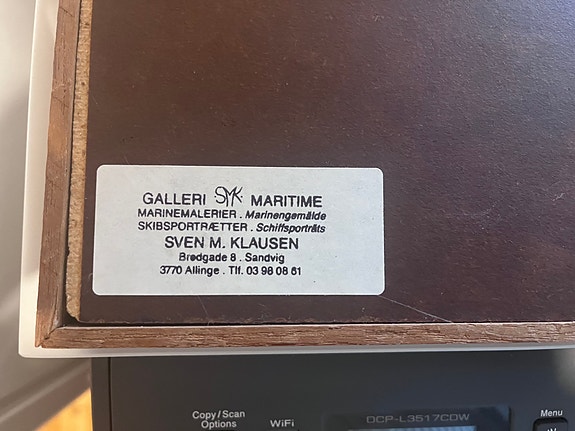 GALLERI SMK MARITIME
MARINEMALERIER . Marinengemälde
SKIBSPORTRÆTTER . Schiffsporträts
SVEN M. KLAUSEN
Brødgade 8 . Sandvig
3770 Allinge . Tlf. 03 98 08 61
DCP-L3517CDW
Copy / Scan
Options
WiFi
Menu